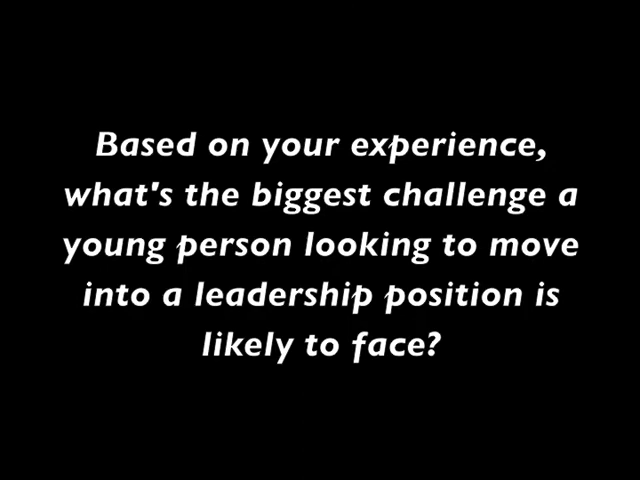 Based on your experience,
what's the biggest challenge a
young person looking to move
into a leadership position is
likely to face?